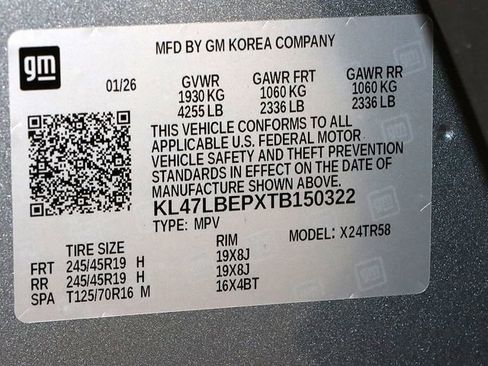 gm
MFD BY GM KOREA COMPANY
01/26 GVWR GAWR FRT GAWR RR
1930 KG 1060 KG 1060 KG
4255 LB 2336 LB 2336 LB
THIS VEHICLE CONFORMS TO ALL
APPLICABLE U.S. FEDERAL MOTOR
VEHICLE SAFETY AND THEFT PREVENTION
STANDARDS IN EFFECT ON THE DATE OF
MANUFACTURE SHOWN ABOVE.
KL47LBEPXTB150322
TYPE: MPV MODEL: X24TR58
TIRE SIZE RIM
FRT 245/45R19 H 19X8J
RR 245/45R19 H 19X8J
SPA T125/70R16 M 16X4BT